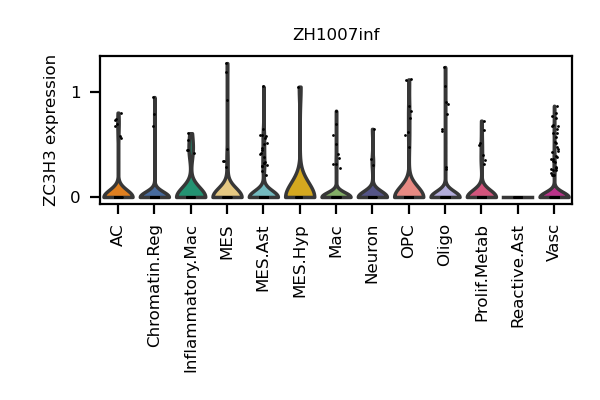 ZH1007inf
ZC3H3 expression
1
0
AC
Chromatin.Reg
Inflammatory.Mac
MES
MES.Ast
MES.Hyp
Mac
Neuron
OPC
Oligo
Prolif.Metab
Reactive.Ast
Vasc